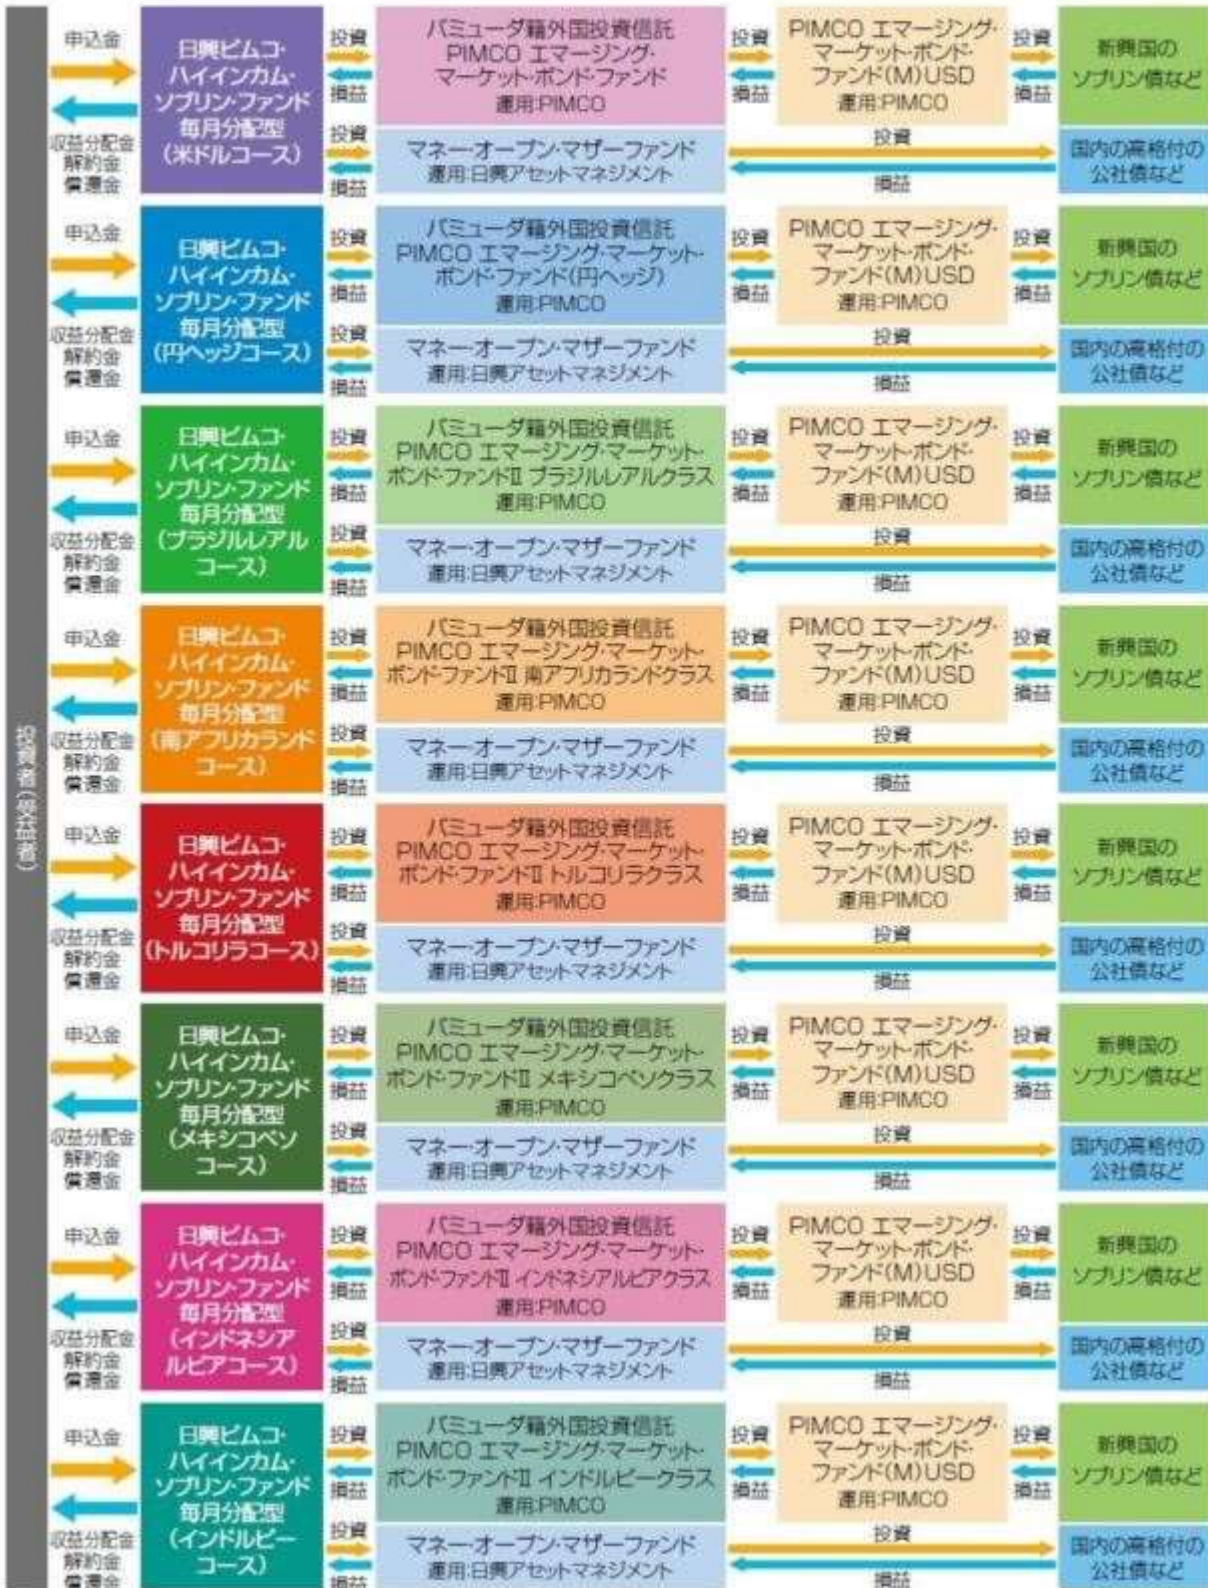 投資者(受益者)
申込金
収益分配金
解約金
償還金
日興ピムコ・
ハイインカム・
ソブリン・ファンド
毎月分配型
(米ドルコース)
投資
損益
バミューダ籍外国投資信託
PIMCO エマージング・
マーケット・ボンド・ファンド
運用:PIMCO
投資
損益
PIMCO エマージング・
マーケット・ボンド・
ファンド(M)USD
運用:PIMCO
投資
損益
新興国の
ソブリン債など
投資
損益
マネー・オープン・マザーファンド
運用:日興アセットマネジメント
投資
損益
国内の高格付の
公社債など
申込金
収益分配金
解約金
償還金
日興ピムコ・
ハイインカム・
ソブリン・ファンド
毎月分配型
(円ヘッジコース)
投資
損益
バミューダ籍外国投資信託
PIMCO エマージング・マーケット・
ボンド・ファンド(円ヘッジ)
運用:PIMCO
投資
損益
PIMCO エマージング・
マーケット・ボンド・
ファンド(M)USD
運用:PIMCO
投資
損益
新興国の
ソブリン債など
投資
損益
マネー・オープン・マザーファンド
運用:日興アセットマネジメント
投資
損益
国内の高格付の
公社債など
申込金
収益分配金
解約金
償還金
日興ピムコ・
ハイインカム・
ソブリン・ファンド
毎月分配型
(ブラジルレアル
コース)
投資
損益
バミューダ籍外国投資信託
PIMCO エマージング・マーケット・
ボンド・ファンドⅡ ブラジルレアルクラス
運用:PIMCO
投資
損益
PIMCO エマージング・
マーケット・ボンド・
ファンド(M)USD
運用:PIMCO
投資
損益
新興国の
ソブリン債など
投資
損益
マネー・オープン・マザーファンド
運用:日興アセットマネジメント
投資
損益
国内の高格付の
公社債など
申込金
収益分配金
解約金
償還金
日興ピムコ・
ハイインカム・
ソブリン・ファンド
毎月分配型
(南アフリカランド
コース)
投資
損益
バミューダ籍外国投資信託
PIMCO エマージング・マーケット・
ボンド・ファンドⅡ 南アフリカランドクラス
運用:PIMCO
投資
損益
PIMCO エマージング・
マーケット・ボンド・
ファンド(M)USD
運用:PIMCO
投資
損益
新興国の
ソブリン債など
投資
損益
マネー・オープン・マザーファンド
運用:日興アセットマネジメント
投資
損益
国内の高格付の
公社債など
申込金
収益分配金
解約金
償還金
日興ピムコ・
ハイインカム・
ソブリン・ファンド
毎月分配型
(トルコリラコース)
投資
損益
バミューダ籍外国投資信託
PIMCO エマージング・マーケット・
ボンド・ファンドⅡ トルコリラクラス
運用:PIMCO
投資
損益
PIMCO エマージング・
マーケット・ボンド・
ファンド(M)USD
運用:PIMCO
投資
損益
新興国の
ソブリン債など
投資
損益
マネー・オープン・マザーファンド
運用:日興アセットマネジメント
投資
損益
国内の高格付の
公社債など
申込金
収益分配金
解約金
償還金
日興ピムコ・
ハイインカム・
ソブリン・ファンド
毎月分配型
(メキシコペソ
コース)
投資
損益
バミューダ籍外国投資信託
PIMCO エマージング・マーケット・
ボンド・ファンドⅡ メキシコペソクラス
運用:PIMCO
投資
損益
PIMCO エマージング・
マーケット・ボンド・
ファンド(M)USD
運用:PIMCO
投資
損益
新興国の
ソブリン債など
投資
損益
マネー・オープン・マザーファンド
運用:日興アセットマネジメント
投資
損益
国内の高格付の
公社債など
申込金
収益分配金
解約金
償還金
日興ピムコ・
ハイインカム・
ソブリン・ファンド
毎月分配型
(インドネシア
ルピアコース)
投資
損益
バミューダ籍外国投資信託
PIMCO エマージング・マーケット・
ボンド・ファンドⅡ インドネシアルピアクラス
運用:PIMCO
投資
損益
PIMCO エマージング・
マーケット・ボンド・
ファンド(M)USD
運用:PIMCO
投資
損益
新興国の
ソブリン債など
投資
損益
マネー・オープン・マザーファンド
運用:日興アセットマネジメント
投資
損益
国内の高格付の
公社債など
申込金
収益分配金
解約金
償還金
日興ピムコ・
ハイインカム・
ソブリン・ファンド
毎月分配型
(インドルピー
コース)
投資
損益
バミューダ籍外国投資信託
PIMCO エマージング・マーケット・
ボンド・ファンドⅡ インドルピークラス
運用:PIMCO
投資
損益
PIMCO エマージング・
マーケット・ボンド・
ファンド(M)USD
運用:PIMCO
投資
損益
新興国の
ソブリン債など
投資
損益
マネー・オープン・マザーファンド
運用:日興アセットマネジメント
投資
損益
国内の高格付の
公社債など